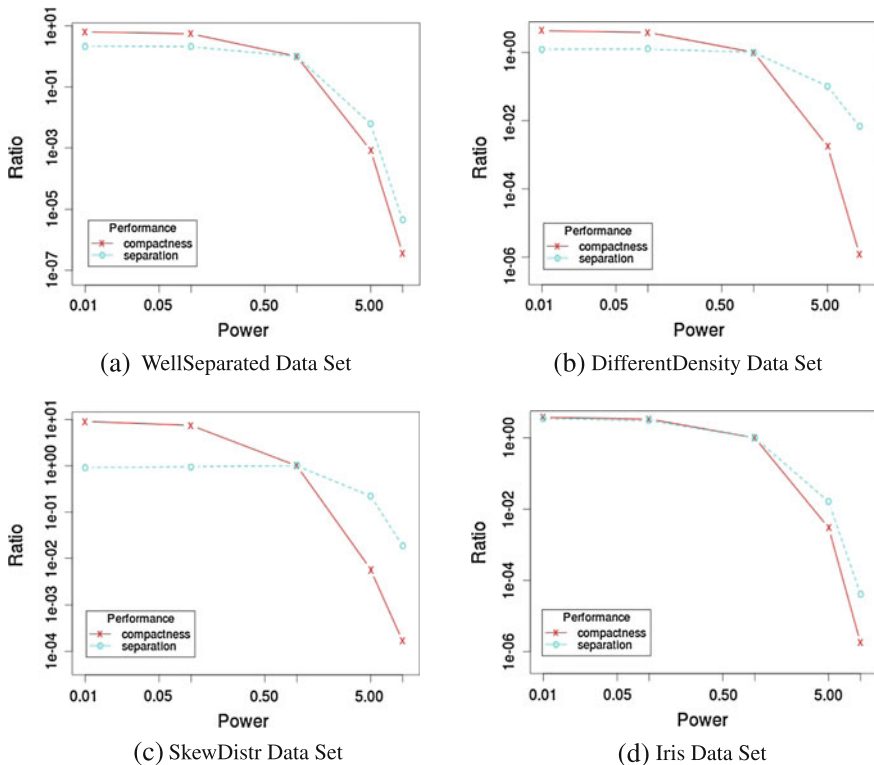 Ratio
1e+01
1e-01
1e-03
1e-05
1e-07
Performance
compactness
separation
0.01 0.05 0.50 5.00
Power
(a) WellSeparated Data Set
Ratio
1e+00
1e-02
1e-04
1e-06
Performance
compactness
separation
0.01 0.05 0.50 5.00
Power
(b) DifferentDensity Data Set
Ratio
1e+01
1e+00
1e-01
1e-02
1e-03
1e-04
Performance
compactness
separation
0.01 0.05 0.50 5.00
Power
(c) SkewDistr Data Set
Ratio
1e+00
1e-02
1e-04
1e-06
Performance
compactness
separation
0.01 0.05 0.50 5.00
Power
(d) Iris Data Set